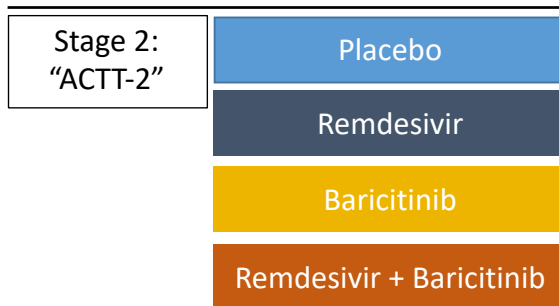 Stage 2:
“ACTT-2”
Placebo
Remdesivir
Baricitinib
Remdesivir + Baricitinib